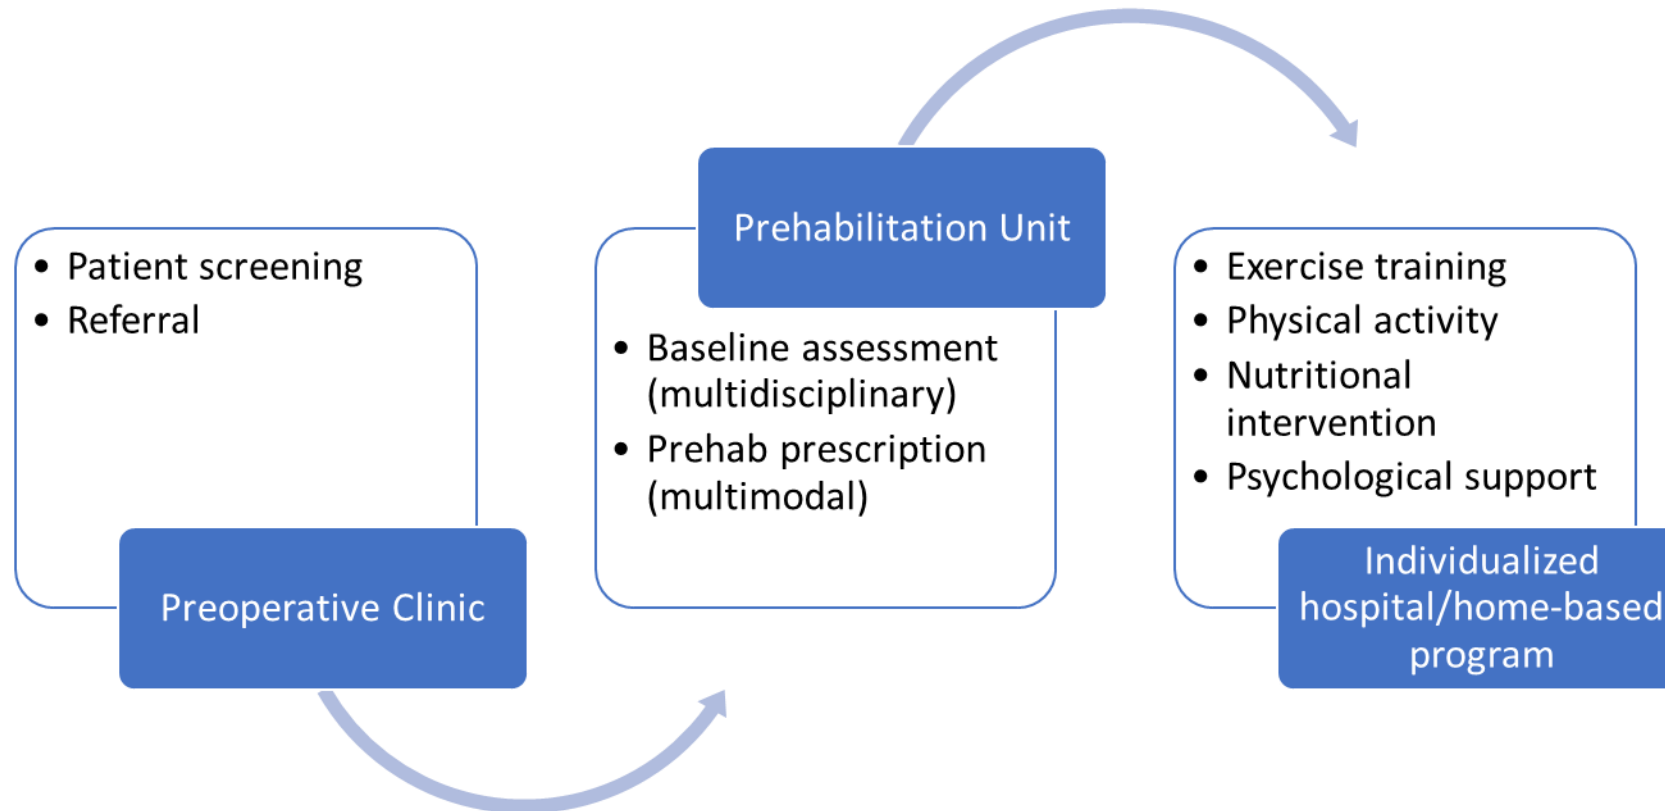 • Patient screening
• Referral
Preoperative Clinic
Prehabilitation Unit
• Baseline assessment
(multidisciplinary)
• Prehab prescription
(multimodal)
• Exercise training
• Physical activity
• Nutritional
intervention
• Psychological support
Individualized
hospital/home-based
program